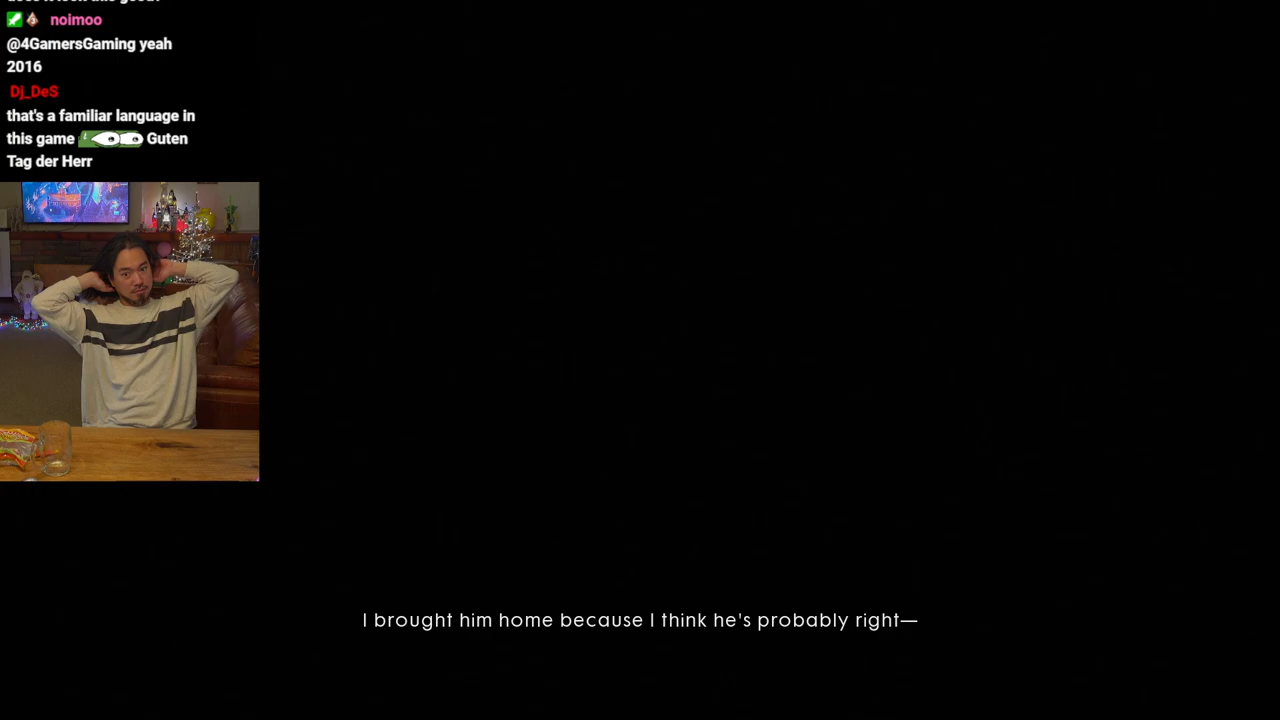 noimoo
@4GamersGaming yeah
2016
Dj_DeS
that's a familiar language in
this game Guten
Tag der Herr
I brought him home because I think he's probably right—